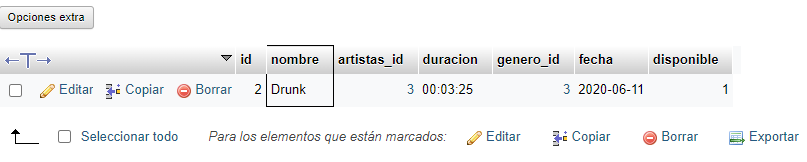 Opciones extra
id nombre artistas_id duracion genero_id fecha disponible
Editar Copiar Borrar 2 Drunk 3 00:03:25 3 2020-06-11 1
Seleccionar todo Para los elementos que están marcados: Editar Copiar Borrar Exportar